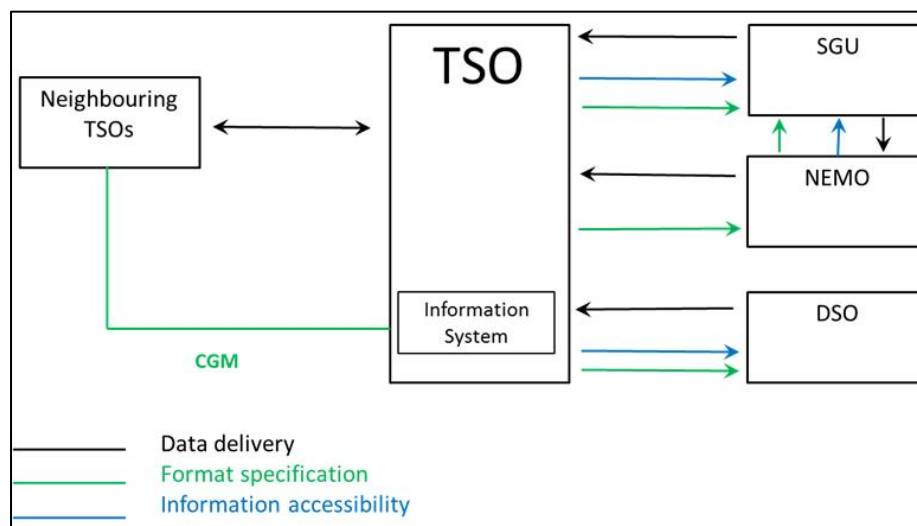 TSO
SGU
Neighbouring
TSOs
NEMO
Information
System
DSO
CGM
Data delivery
Format specification
Information accessibility